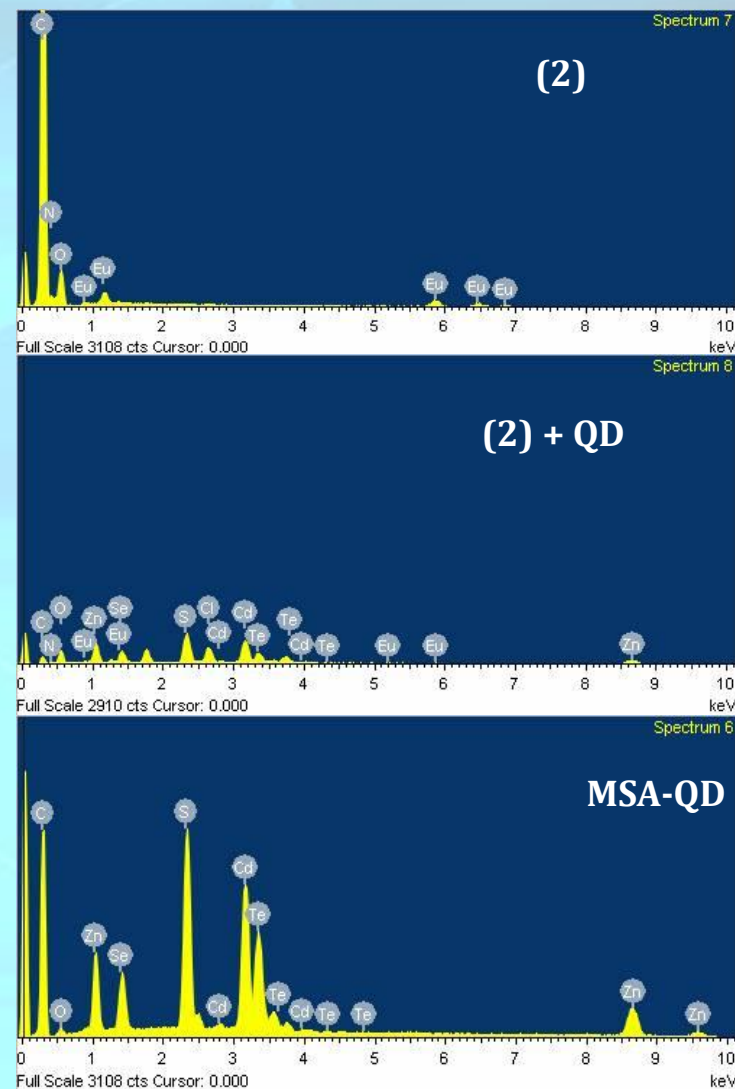 Spectrum 7
C
(2)
N
O
Eu Eu Eu Eu Eu
0 1 2 3 4 5 6 7 8 9 10
Full Scale 3108 cts Cursor: 0.000 keV
Spectrum 8
(2) + QD
C N O Eu Zn Se Eu S Cl Cd Cd Te Te Cd Te Eu Eu Zn
0 1 2 3 4 5 6 7 8 9 10
Full Scale 2910 cts Cursor: 0.000 keV
Spectrum 6
MSA-QD
C O Zn Se S Cd Cd Te Te Cd Te Te Zn Zn
0 1 2 3 4 5 6 7 8 9 10
Full Scale 3108 cts Cursor: 0.000 keV